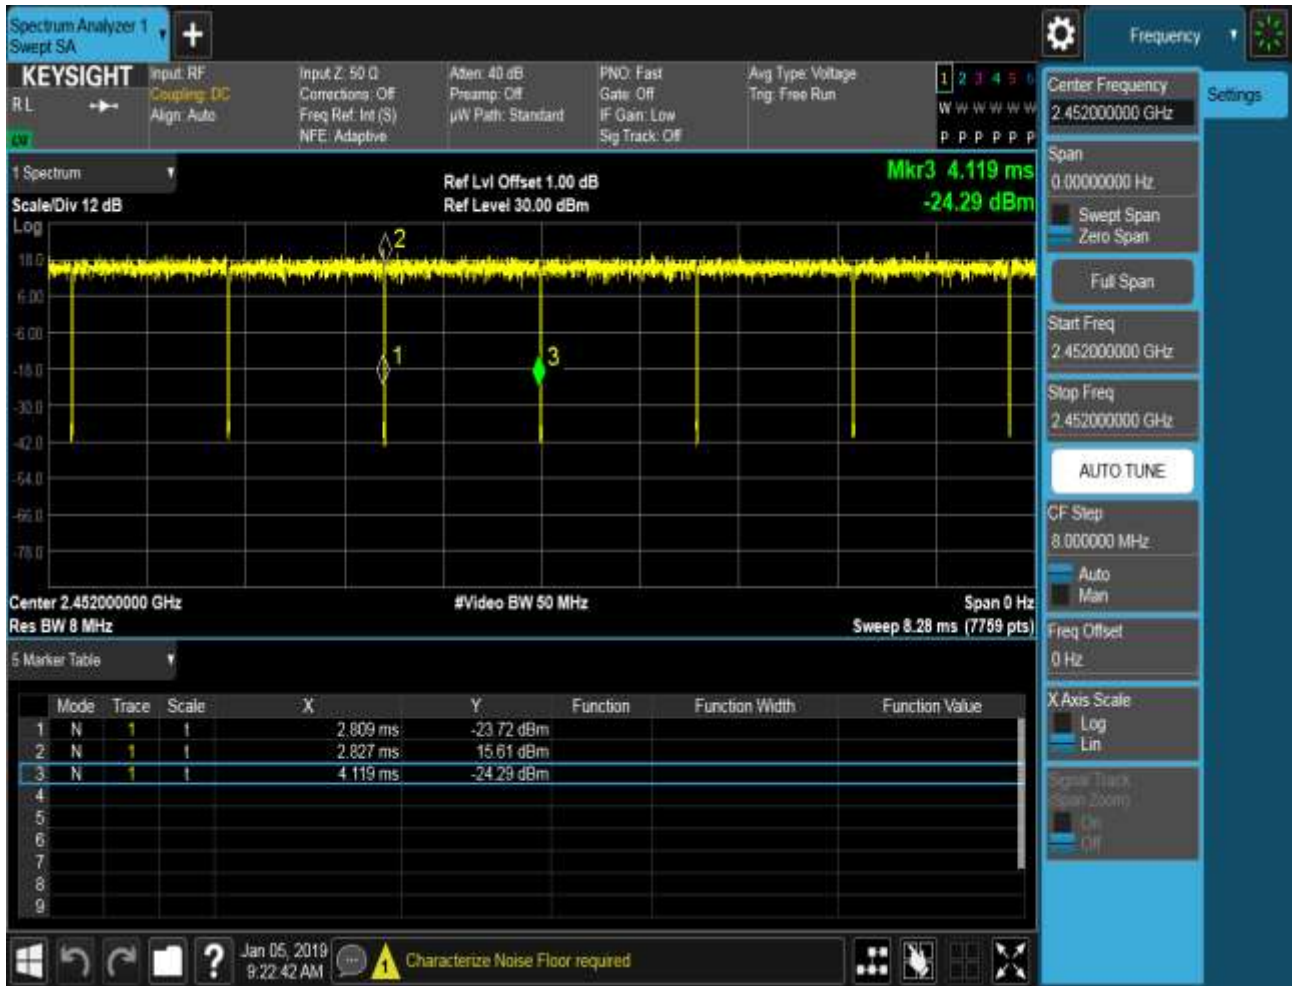 Spectrum Analyzer 1
Swept SA
+
Frequency
KEYSIGHT
R L
Input: RF
Coupling: DC
Align: Auto
Input Z: 50 Ω
Corrections: Off
Freq Ref: Int (S)
NFE: Adaptive
Atten: 40 dB
Preamp: Off
µW Path: Standard
PNO: Fast
Gate: Off
IF Gain: Low
Sig Track: Off
Avg Type: Voltage
Trig: Free Run
1 2 3 4 5 6
W W W W W W
P P P P P P
1 Spectrum
Scale/Div 12 dB
Ref Lvl Offset 1.00 dB
Ref Level 30.00 dBm
Mkr3 4.119 ms
-24.29 dBm
Log
18.0
6.00
-6.00
-18.0
-30.0
-42.0
-54.0
-66.0
-78.0
2
1
3
Center 2.452000000 GHz
Res BW 8 MHz
#Video BW 50 MHz
Span 0 Hz
Sweep 8.28 ms (7759 pts)
5 Marker Table
Mode Trace Scale X Y Function Function Width Function Value
1 N 1 t 2.809 ms -23.72 dBm
2 N 1 t 2.827 ms 15.61 dBm
3 N 1 t 4.119 ms -24.29 dBm
4
5
6
7
8
9
Center Frequency
2.452000000 GHz
Settings
Span
0.00000000 Hz
Swept Span
Zero Span
Full Span
Start Freq
2.452000000 GHz
Stop Freq
2.452000000 GHz
AUTO TUNE
CF Step
8.000000 MHz
Auto
Man
Freq Offset
0 Hz
X Axis Scale
Log
Lin
Signal Track
(Span Zoom)
On
Off
?
Jan 05, 2019
9:22:42 AM
1
Characterize Noise Floor required